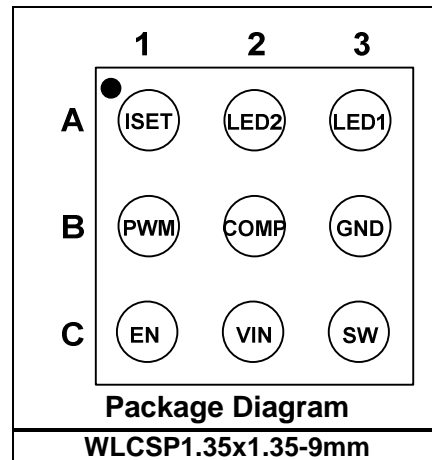 1 2 3
A ISET LED2 LED1
B PWM COMP GND
C EN VIN SW
Package Diagram
WLCSP1.35x1.35-9mm